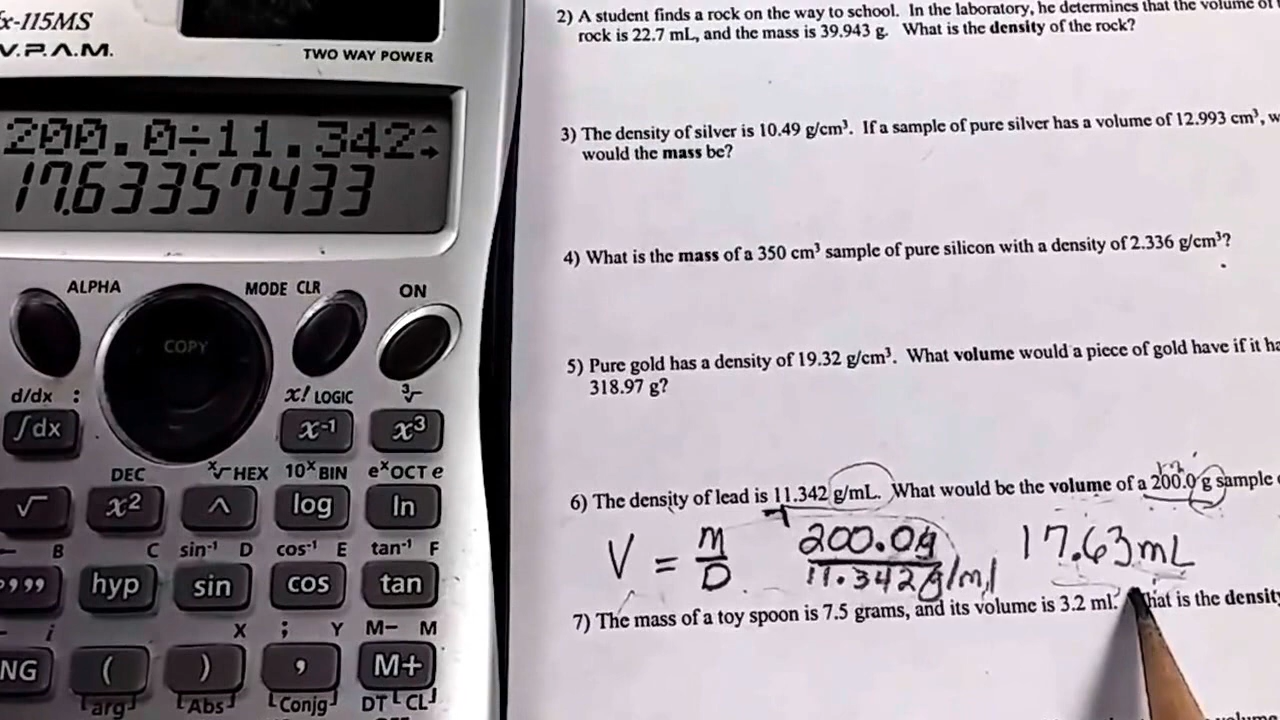 fx-115MS
V.P.A.M.
TWO WAY POWER
200.0÷11.342
17.63357433
ALPHA
MODE CLR
ON
COPY
d/dx :
x! LOGIC
³√
∫dx
x⁻¹
x³
DEC
ˣ√ HEX
10ˣ BIN
eˣ OCT e
√
x²
^
log
ln
B
C
sin⁻¹ D
cos⁻¹ E
tan⁻¹ F
hyp
sin
cos
tan
i
X
; Y
M− M
NG
(
)
,
M+
arg
Abs
Conjg
DT CL
2) A student finds a rock on the way to school. In the laboratory, he determines that the volume of
rock is 22.7 mL, and the mass is 39.943 g. What is the density of the rock?
3) The density of silver is 10.49 g/cm³. If a sample of pure silver has a volume of 12.993 cm³, w
would the mass be?
4) What is the mass of a 350 cm³ sample of pure silicon with a density of 2.336 g/cm³?
5) Pure gold has a density of 19.32 g/cm³. What volume would a piece of gold have if it ha
318.97 g?
6) The density of lead is 11.342 g/mL. What would be the volume of a 200.0 g sample
V = m/D 200.0g/11.342g/ml 17.63mL
7) The mass of a toy spoon is 7.5 grams, and its volume is 3.2 ml. What is the density
volume